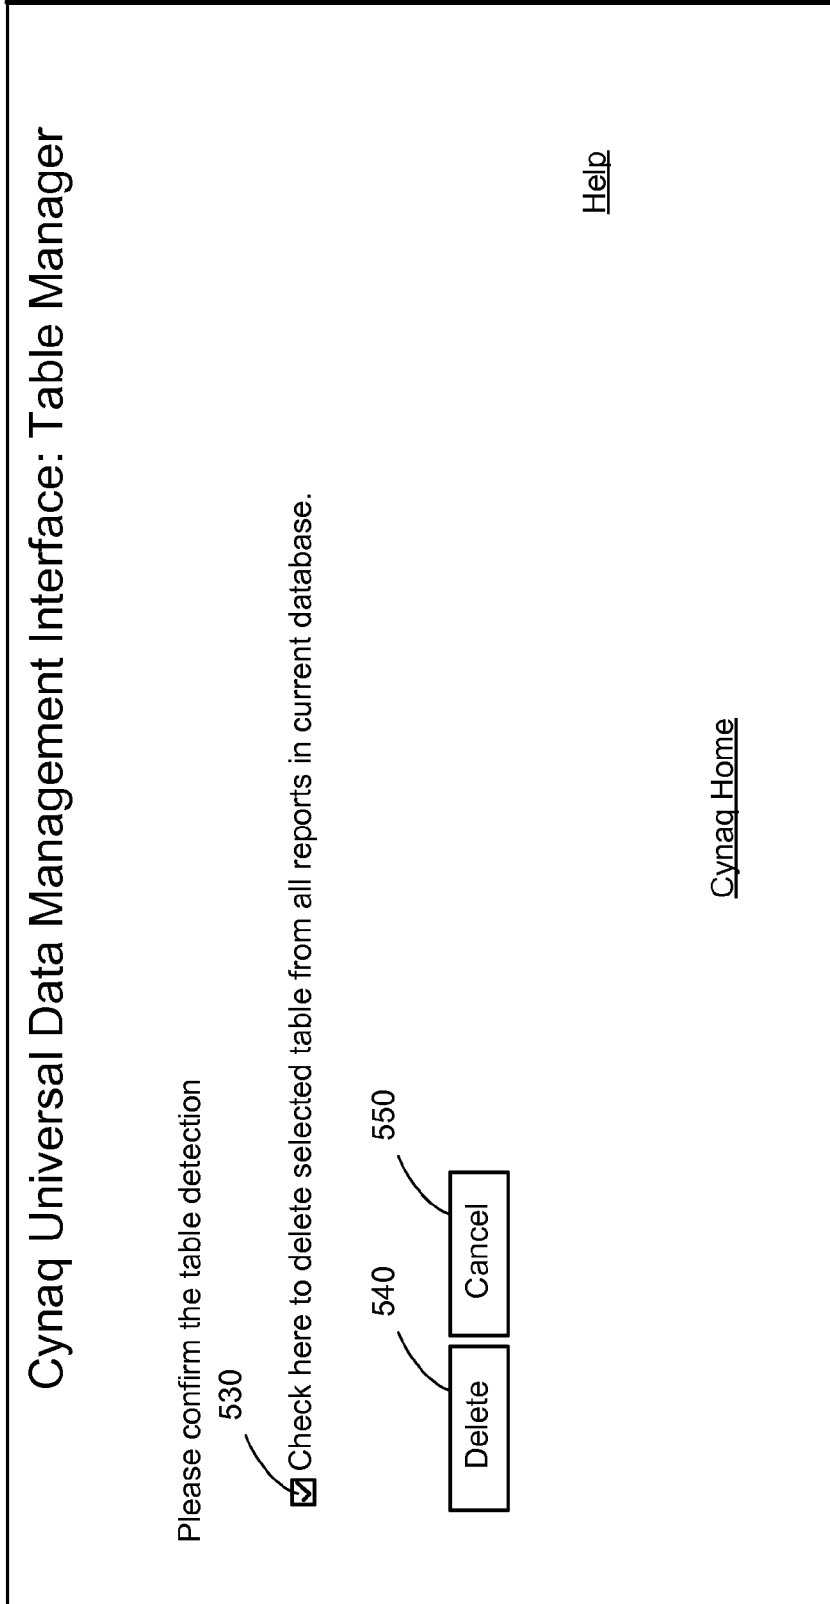 Cynaq Universal Data Management Interface: Table Manager
Please confirm the table detection
530
Check here to delete selected table from all reports in current database.
540
550
Delete
Cancel
Help
Cynaq Home